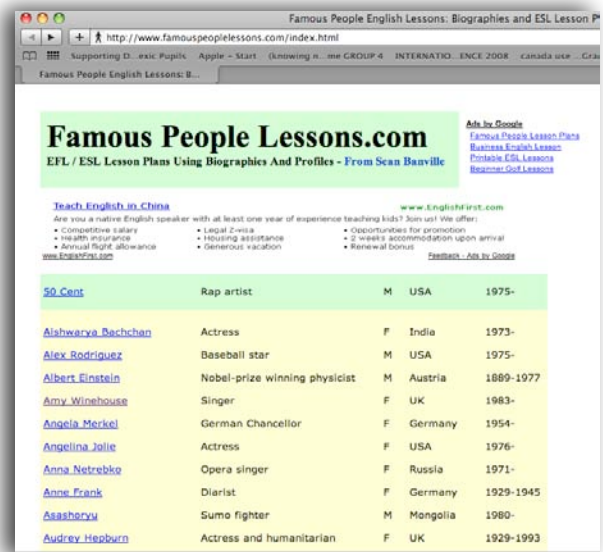 Famous People English Lessons: Biographies and ESL Lesson P
http://www.famouspeoplelessons.com/index.html
Supporting D...exic Pupils Apple – Start (knowing n...me GROUP 4 INTERNATIO...ENCE 2008 canada use ...Gra
Famous People English Lessons: B...
Famous People Lessons.com
EFL / ESL Lesson Plans Using Biographies And Profiles - From Sean Banville
Ads by Google
Famous People Lesson Plans
Business English Lesson
Printable ESL Lessons
Beginner Golf Lessons
Teach English in China www.EnglishFirst.com
Are you a native English speaker with at least one year of experience teaching kids? Join us! We offer:
• Competitive salary • Legal Z-visa • Opportunities for promotion
• Health insurance • Housing assistance • 2 weeks accommodation upon arrival
• Annual flight allowance • Generous vacation • Renewal bonus
www.EnglishFirst.com Feedback - Ads by Google
50 Cent Rap artist M USA 1975-
Aishwarya Bachchan Actress F India 1973-
Alex Rodriguez Baseball star M USA 1975-
Albert Einstein Nobel-prize winning physicist M Austria 1889-1977
Amy Winehouse Singer F UK 1983-
Angela Merkel German Chancellor F Germany 1954-
Angelina Jolie Actress F USA 1976-
Anna Netrebko Opera singer F Russia 1971-
Anne Frank Diarist F Germany 1929-1945
Asashoryu Sumo fighter M Mongolia 1980-
Audrey Hepburn Actress and humanitarian F UK 1929-1993